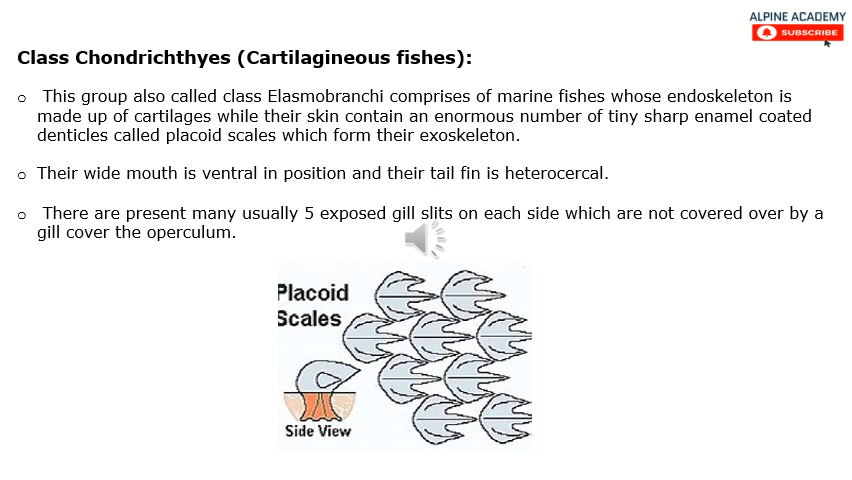 ALPINE ACADEMY
SUBSCRIBE
Class Chondrichthyes (Cartilagineous fishes):
o This group also called class Elasmobranchi comprises of marine fishes whose endoskeleton is
made up of cartilages while their skin contain an enormous number of tiny sharp enamel coated
denticles called placoid scales which form their exoskeleton.
o Their wide mouth is ventral in position and their tail fin is heterocercal.
o There are present many usually 5 exposed gill slits on each side which are not covered over by a
gill cover the operculum.
Placoid
Scales
Side View